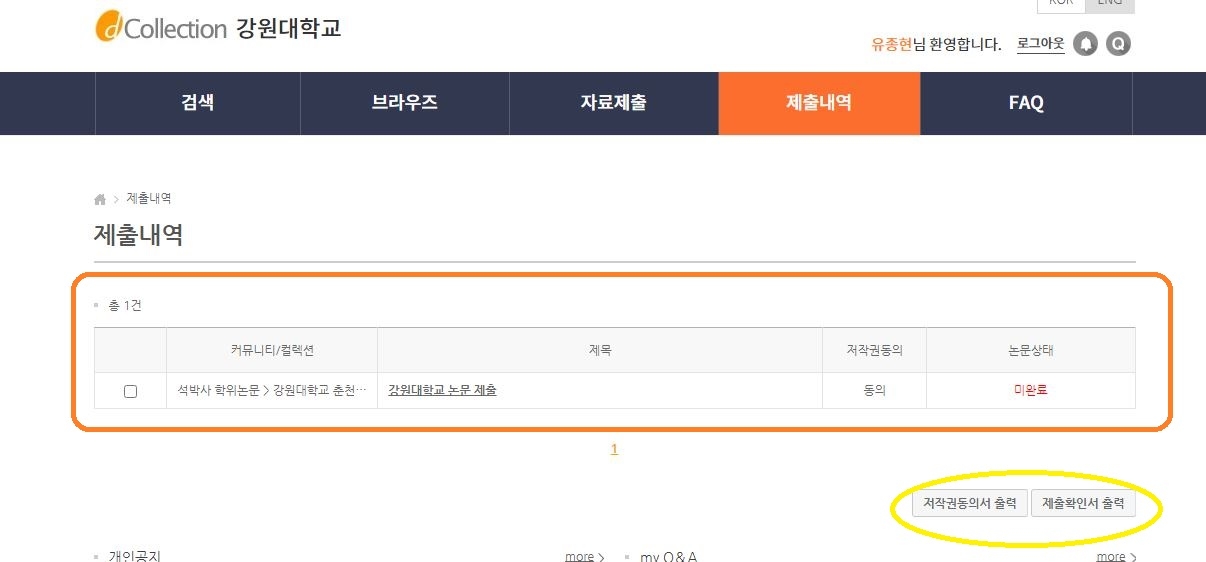 KOR ENG
dCollection 강원대학교
유종현님 환영합니다. 로그아웃 Q
검색 브라우즈 자료제출 제출내역 FAQ
> 제출내역
제출내역
총 1건
커뮤니티/컬렉션 제목 저작권동의 논문상태
석박사 학위논문 > 강원대학교 춘천… 강원대학교 논문 제출 동의 미완료
1
저작권동의서 출력 제출확인서 출력
개인공지 more > my Q&A more >